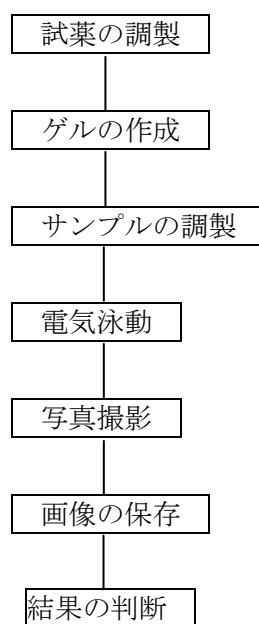 試薬の調製
ゲルの作成
サンプルの調製
電気泳動
写真撮影
画像の保存
結果の判断